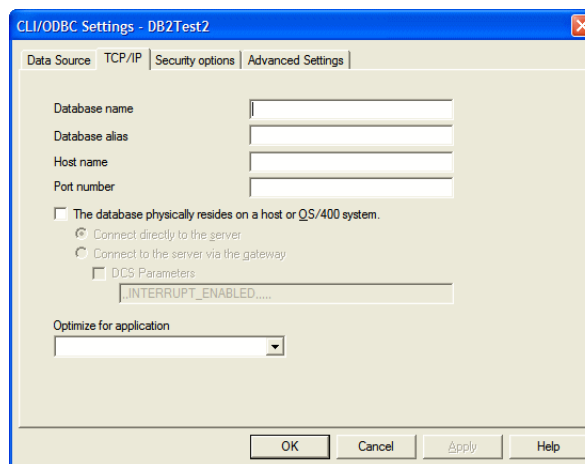 CLI/ODBC Settings - DB2Test2
Data Source TCP/IP Security options Advanced Settings
Database name
Database alias
Host name
Port number
The database physically resides on a host or OS/400 system.
Connect directly to the server
Connect to the server via the gateway
DCS Parameters
,,INTERRUPT_ENABLED,,,,,
Optimize for application
OK Cancel Apply Help